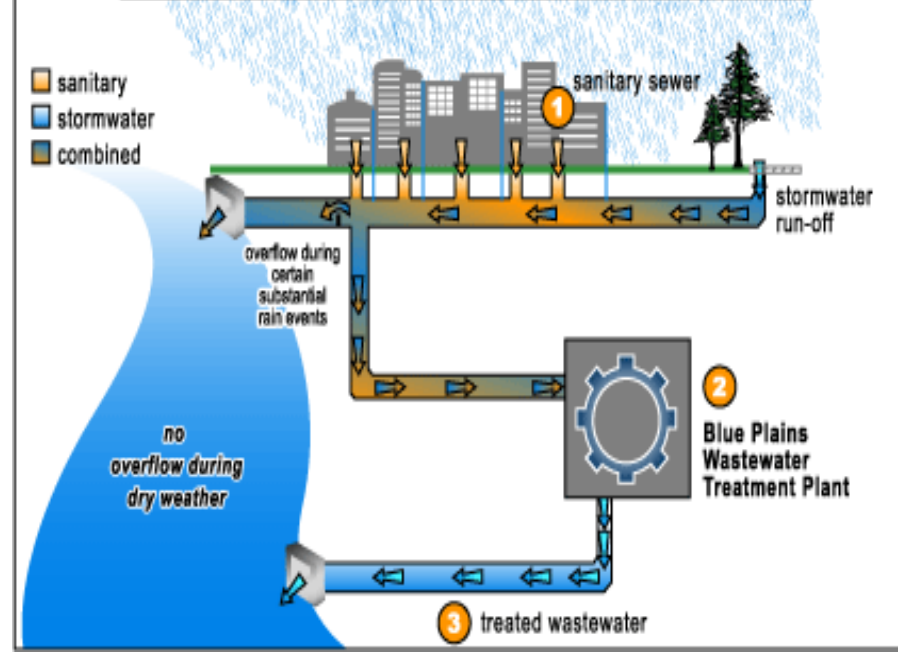 sanitary
stormwater
combined
1
sanitary sewer
stormwater
run-off
overflow during
certain
substantial
rain events
2
Blue Plains
Wastewater
Treatment Plant
no
overflow during
dry weather
3
treated wastewater